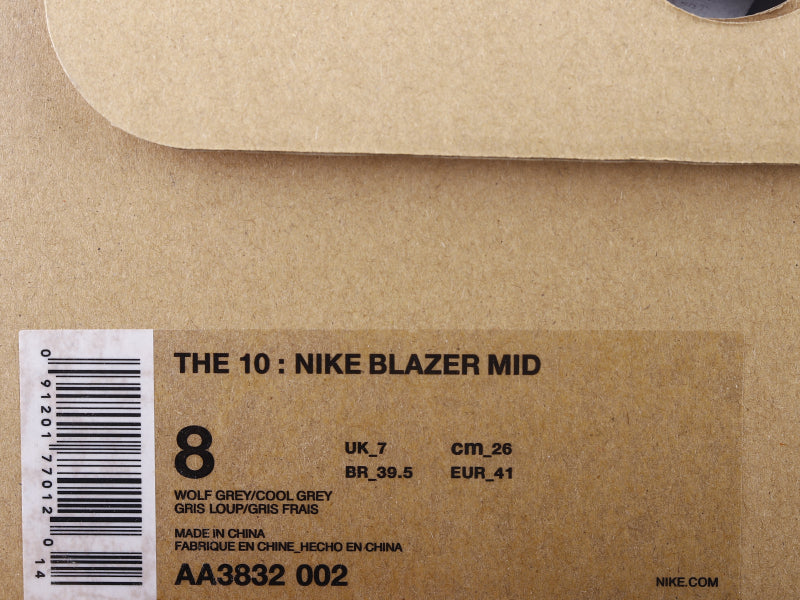 THE 10 : NIKE BLAZER MID
8
UK_7 cm_26
BR_39.5 EUR_41
WOLF GREY/COOL GREY
GRIS LOUP/GRIS FRAIS
MADE IN CHINA
FABRIQUE EN CHINE_HECHO EN CHINA
AA3832 002
NIKE.COM
0 91201 77012 0 14